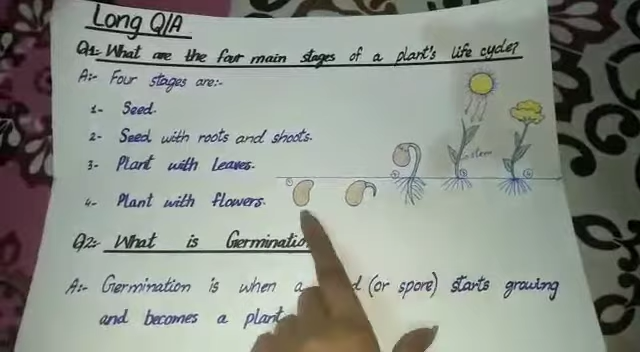 Long Q/A
Q1:- What are the four main stages of a plant's life cycle?
A:- Four stages are:-
1- Seed.
2- Seed with roots and shoots.
3- Plant with Leaves.
4- Plant with flowers.
stem
Q2:- What is Germinatio
A:- Germination is when a d (or spore) starts growing
and becomes a plant